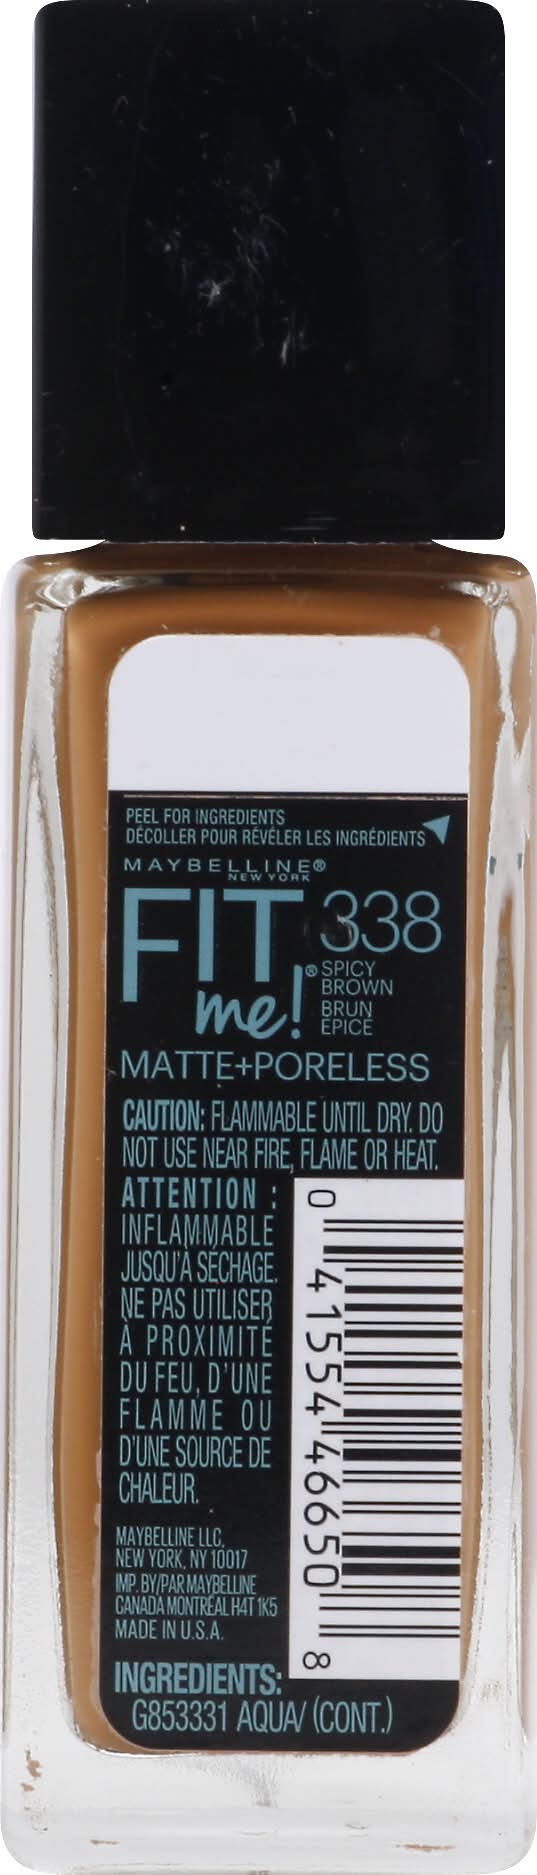 PEEL FOR INGREDIENTS
DÉCOLLER POUR RÉVÉLER LES INGRÉDIENTS
MAYBELLINE®
NEW YORK
FIT
me!®
338
SPICY
BROWN
BRUN
EPICE
MATTE+PORELESS
CAUTION: FLAMMABLE UNTIL DRY. DO
NOT USE NEAR FIRE, FLAME OR HEAT.
ATTENTION :
INFLAMMABLE
JUSQU'À SÉCHAGE.
NE PAS UTILISER
À PROXIMITÉ
DU FEU, D'UNE
FLAMME OU
D'UNE SOURCE DE
CHALEUR.
MAYBELLINE LLC,
NEW YORK, NY 10017
IMP. BY/PAR MAYBELLINE
CANADA MONTRÉAL H4T 1K5
MADE IN U.S.A.
0 41554 46650 8
INGREDIENTS:
G853331 AQUA/ (CONT.)